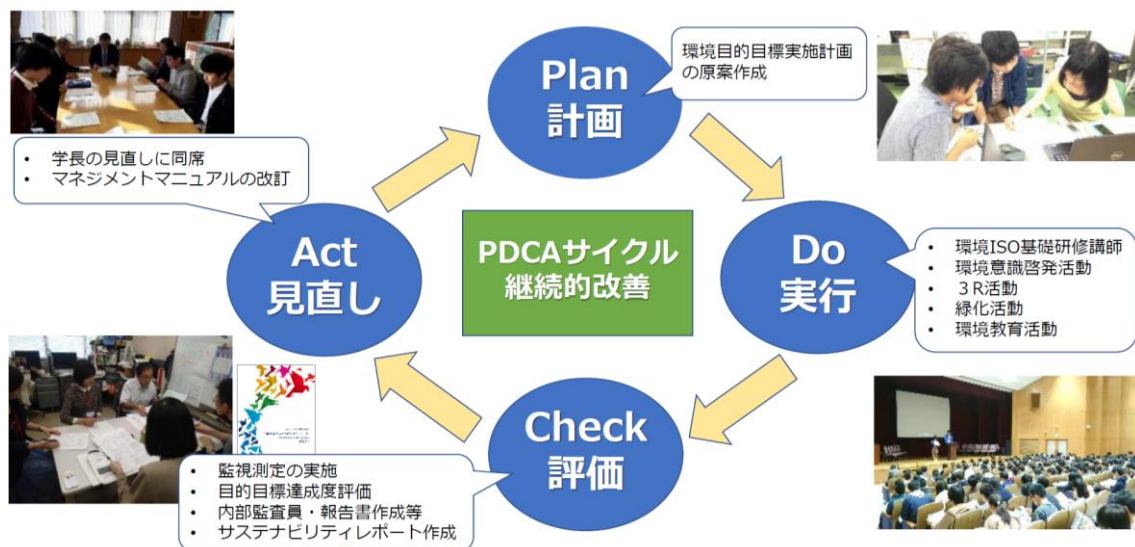 Plan
計画
環境目的目標実施計画
の原案作成
• 学長の見直しに同席
• マネジメントマニュアルの改訂
Act
見直し
PDCAサイクル
継続的改善
Do
実行
• 環境ISO基礎研修講師
• 環境意識啓発活動
• ３R活動
• 緑化活動
• 環境教育活動
Check
評価
• 監視測定の実施
• 目的目標達成度評価
• 内部監査員・報告書作成等
• サステナビリティレポート作成